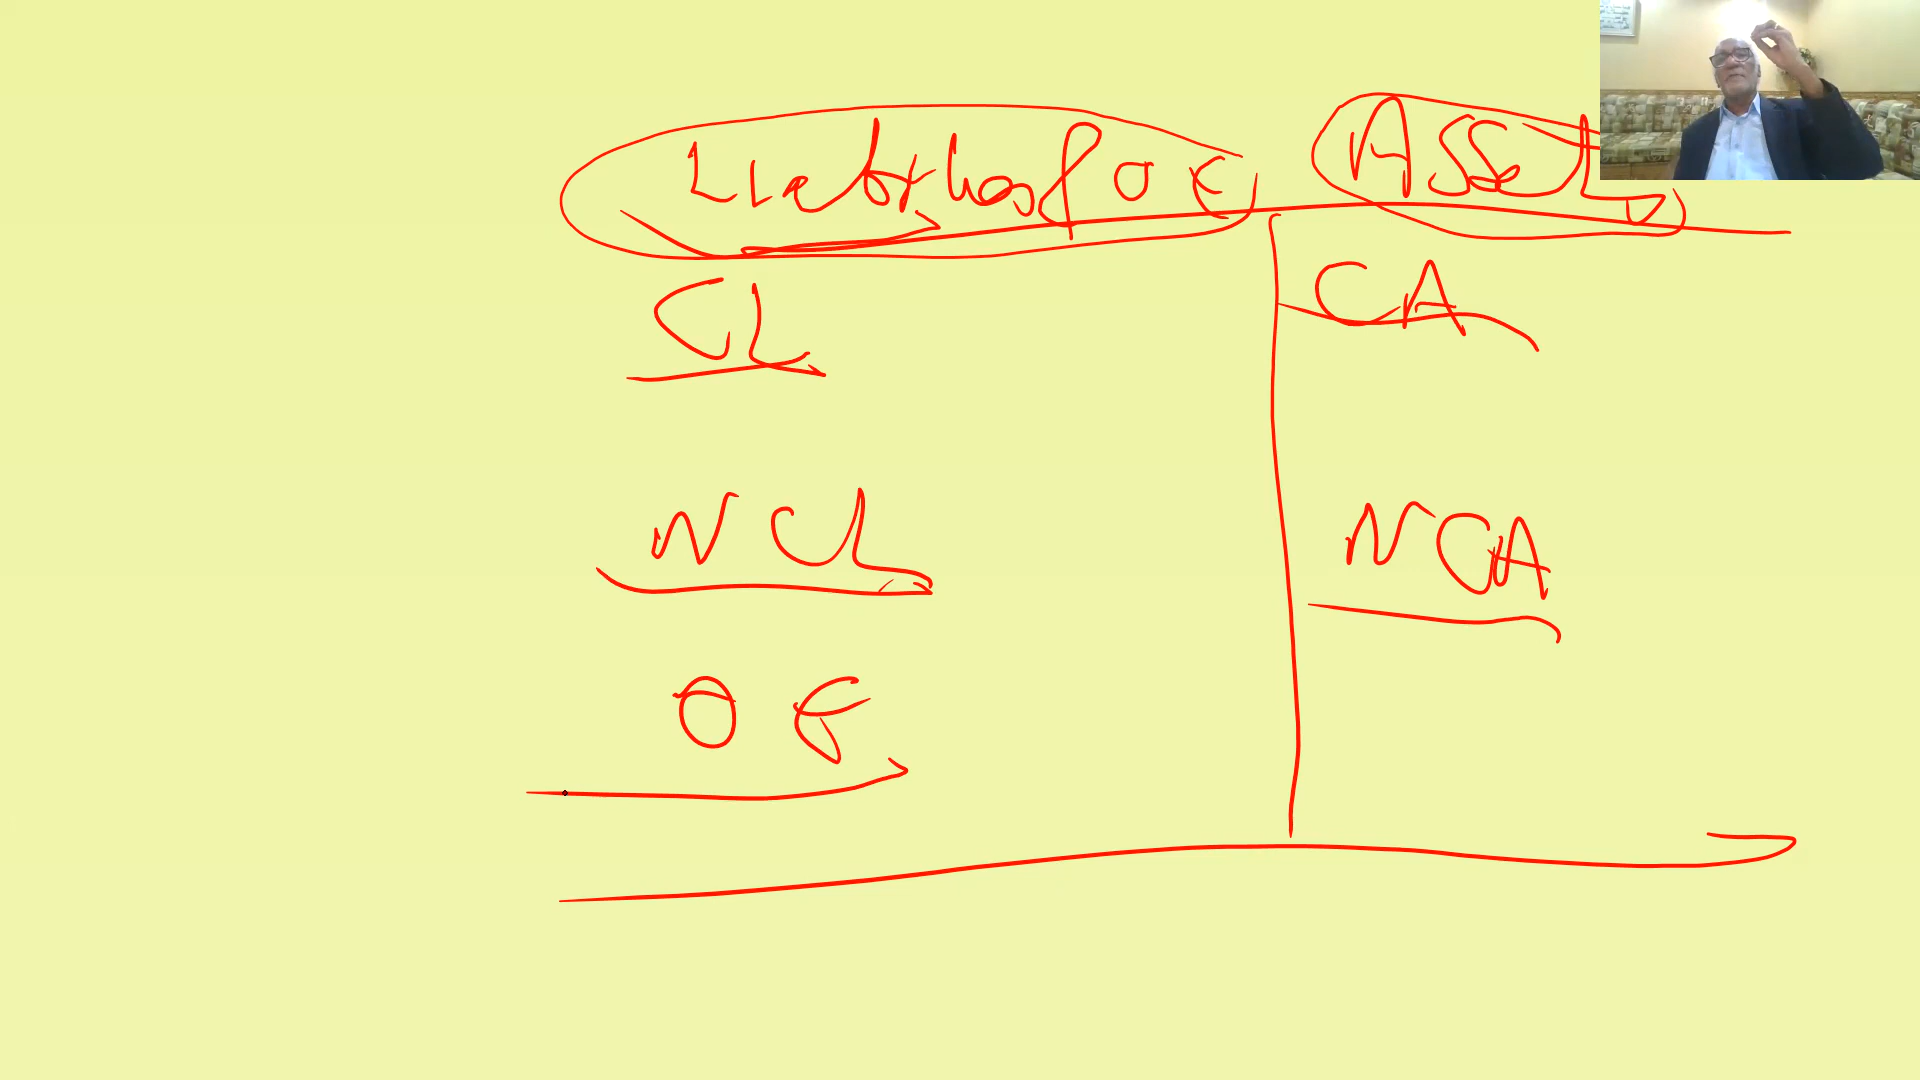 Liabilities & OE Assets
CL CA
NCL NCA
OE